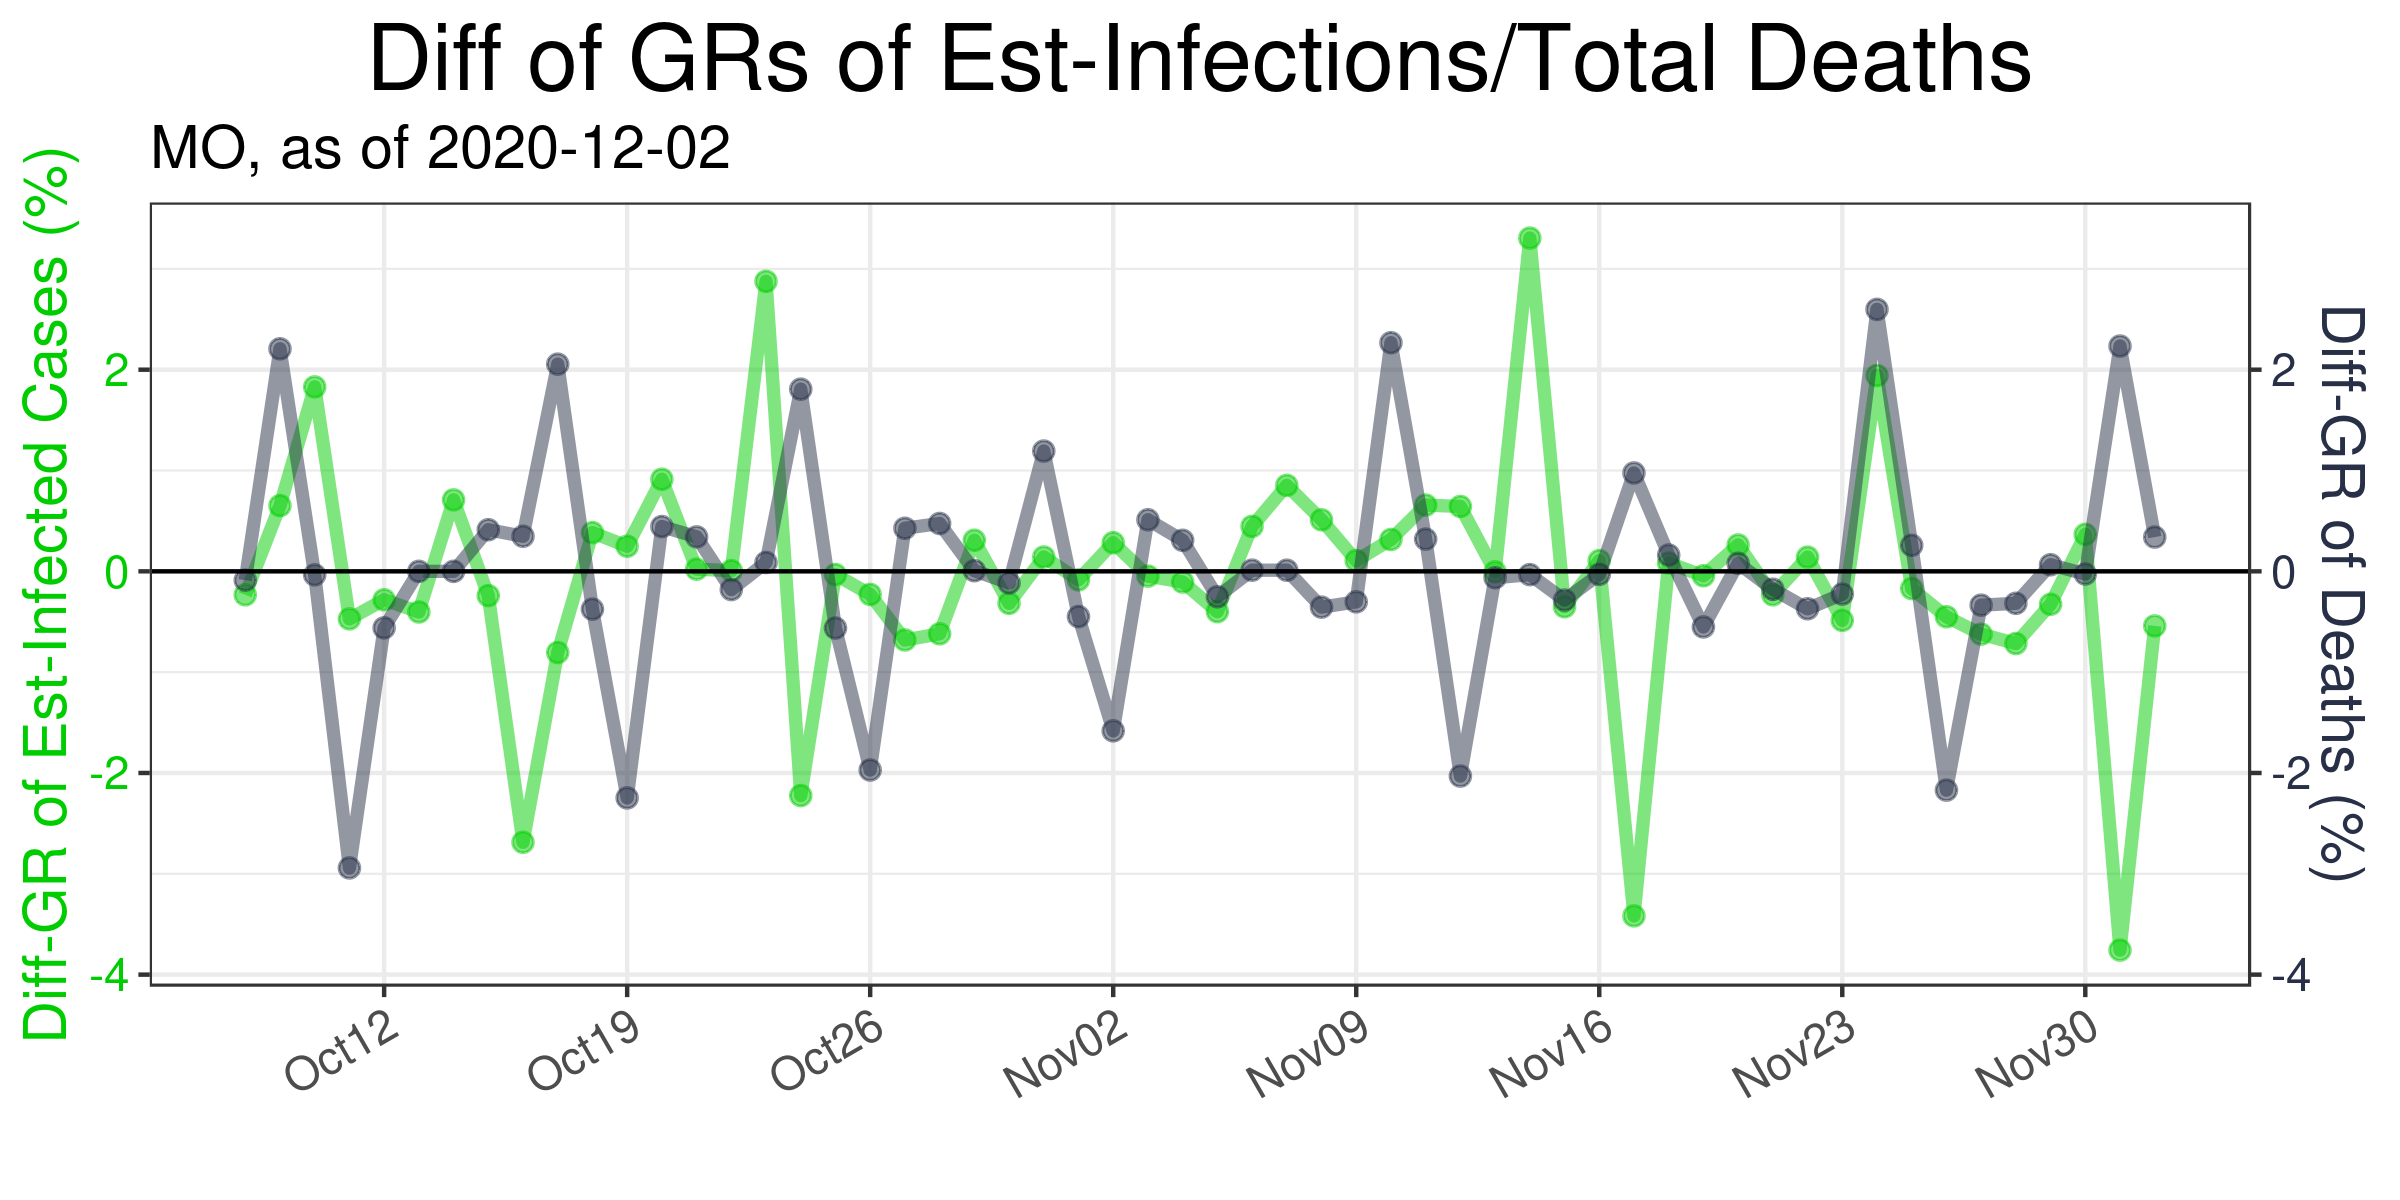 Diff of GRs of Est-Infections/Total Deaths
MO, as of 2020-12-02
Diff-GR of Est-Infected Cases (%)
2
0
-2
-4
2
0
-2
-4
Diff-GR of Deaths (%)
Oct12
Oct19
Oct26
Nov02
Nov09
Nov16
Nov23
Nov30